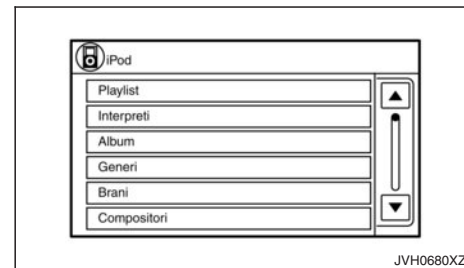 iPod
Playlist
Interpreti
Album
Generi
Brani
Compositori
JVH0680XZ